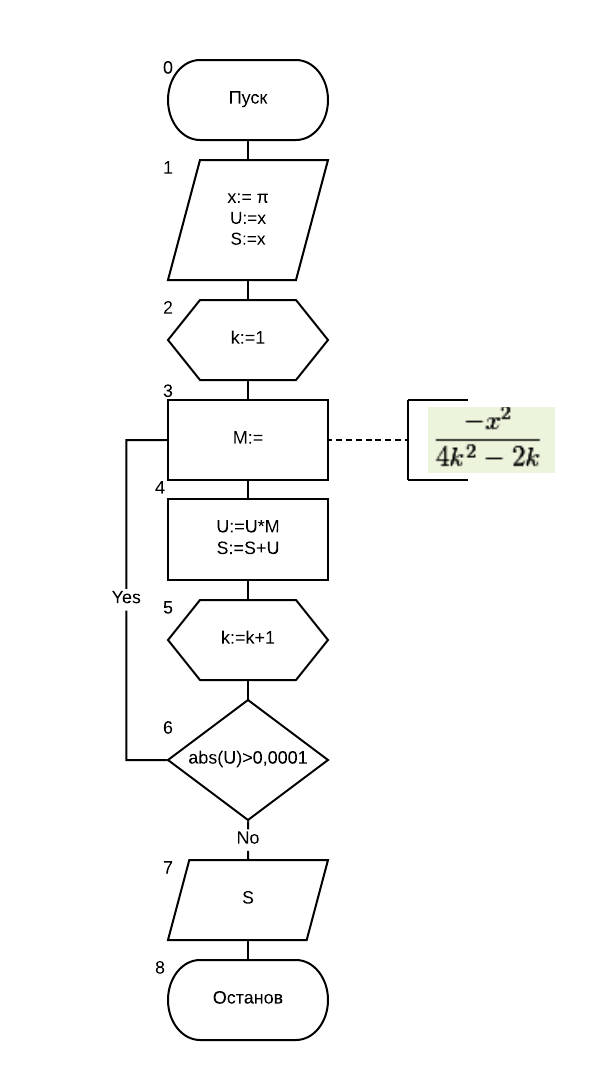 0
Пуск
1
x:= π
U:=x
S:=x
2
k:=1
3
M:=
−x²
4k² − 2k
4
U:=U*M
S:=S+U
Yes
5
k:=k+1
6
abs(U)>0,0001
No
7
S
8
Останов